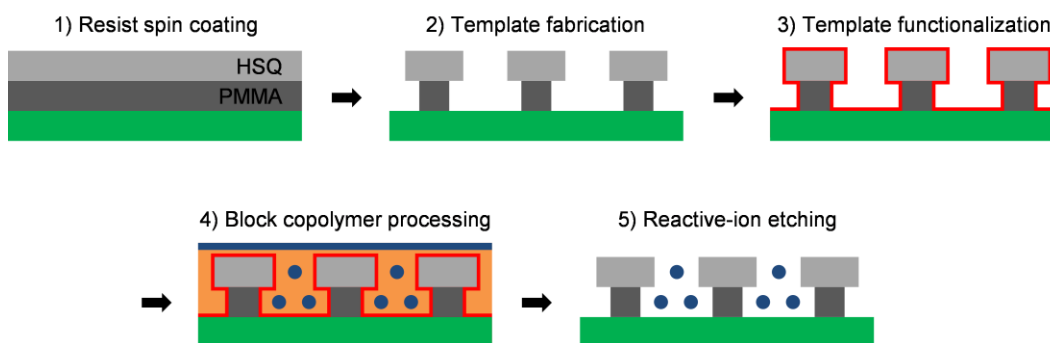 1) Resist spin coating
HSQ
PMMA
2) Template fabrication
3) Template functionalization
4) Block copolymer processing
5) Reactive-ion etching